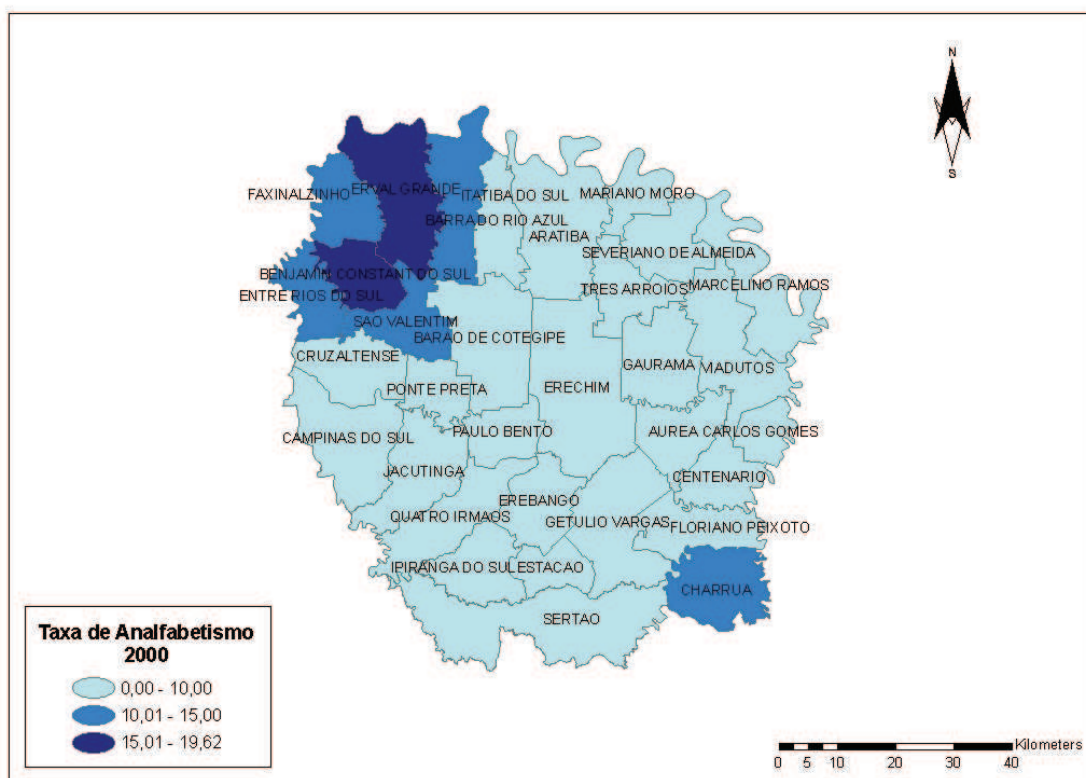 N
S
FAXINALZINHO
ERVAL GRANDE
ITATIBA DO SUL
MARIANO MORO
BARRA DO RIO AZUL
ARATIBA
SEVERIANO DE ALMEIDA
BENJAMIN CONSTANT DO SUL
TRES ARROIOS
MARCELINO RAMOS
ENTRE RIOS DO SUL
SAO VALENTIM
BARAO DE COTEGIPE
CRUZALTENSE
GAURAMA
MADUTOS
PONTE PRETA
ERECHIM
CAMPINAS DO SUL
PAULO BENTO
AUREA
CARLOS GOMES
JACUTINGA
CENTENARIO
EREBANGO
QUATRO IRMAOS
GETULIO VARGAS
FLORIANO PEIXOTO
IPIRANGA DO SUL
ESTACAO
CHARRUA
SERTAO
Taxa de Analfabetismo
2000
0,00 - 10,00
10,01 - 15,00
15,01 - 19,62
Kilometers
0 5 10 20 30 40